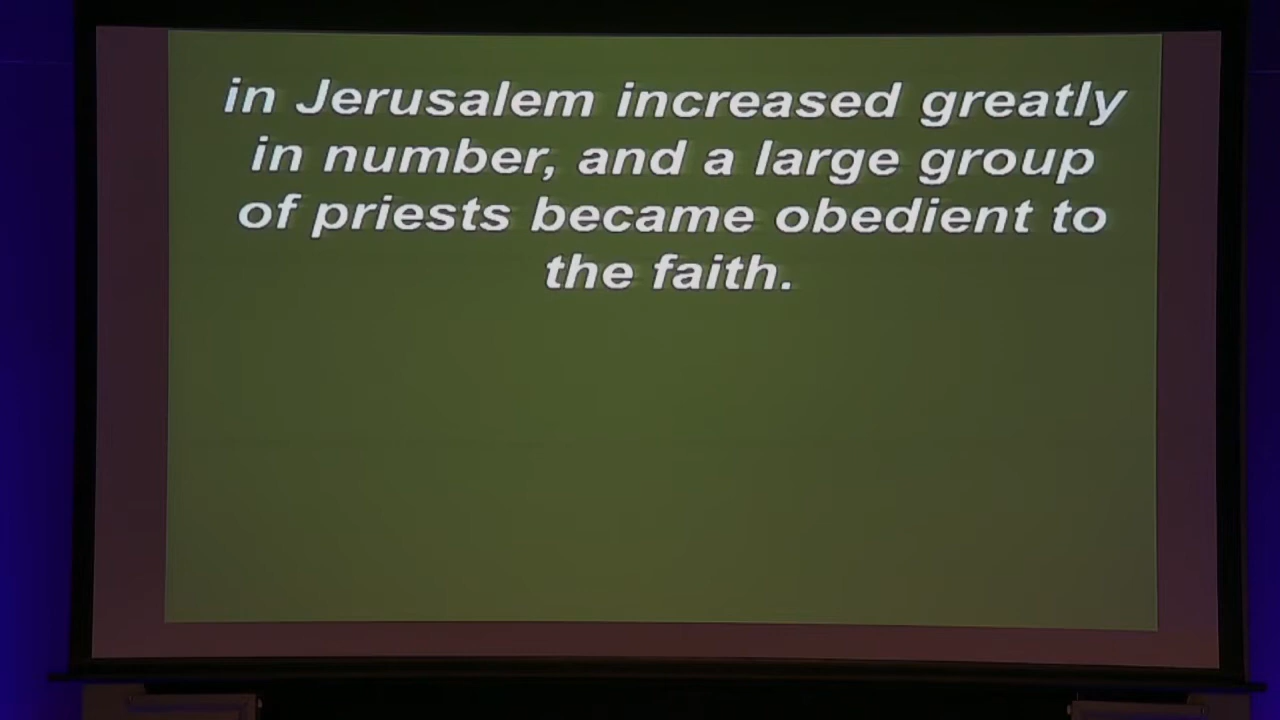 in Jerusalem increased greatly
in number, and a large group
of priests became obedient to
the faith.